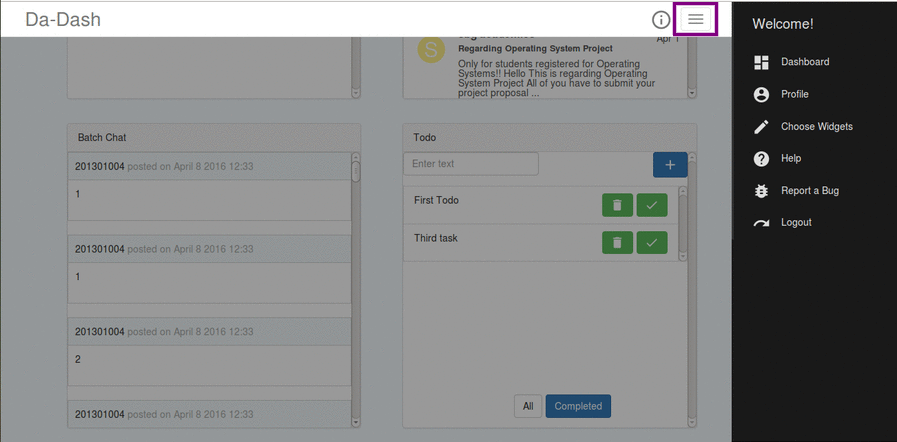 Da-Dash
Welcome!
Dashboard
Profile
Choose Widgets
Help
Report a Bug
Logout
Apr 1
S
Regarding Operating System Project
Only for students registered for Operating
Systems!! Hello This is regarding Operating
System Project All of you have to submit your
project proposal ...
Batch Chat
201301004 posted on April 8 2016 12:33
1
201301004 posted on April 8 2016 12:33
1
201301004 posted on April 8 2016 12:33
2
201301004 posted on April 8 2016 12:33
Todo
Enter text
+
First Todo
Third task
All
Completed